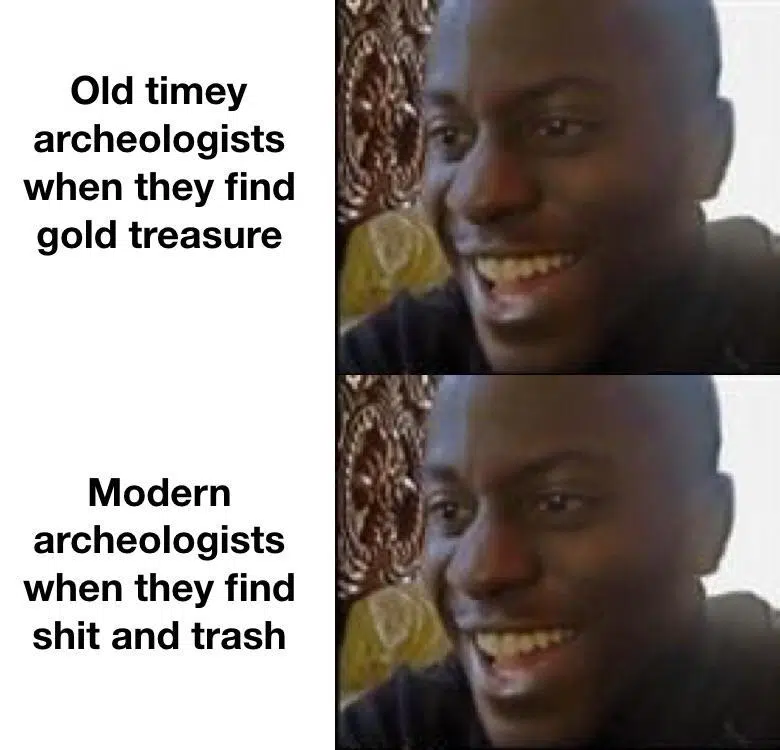 Old timey
archeologists
when they find
gold treasure
Modern
archeologists
when they find
shit and trash